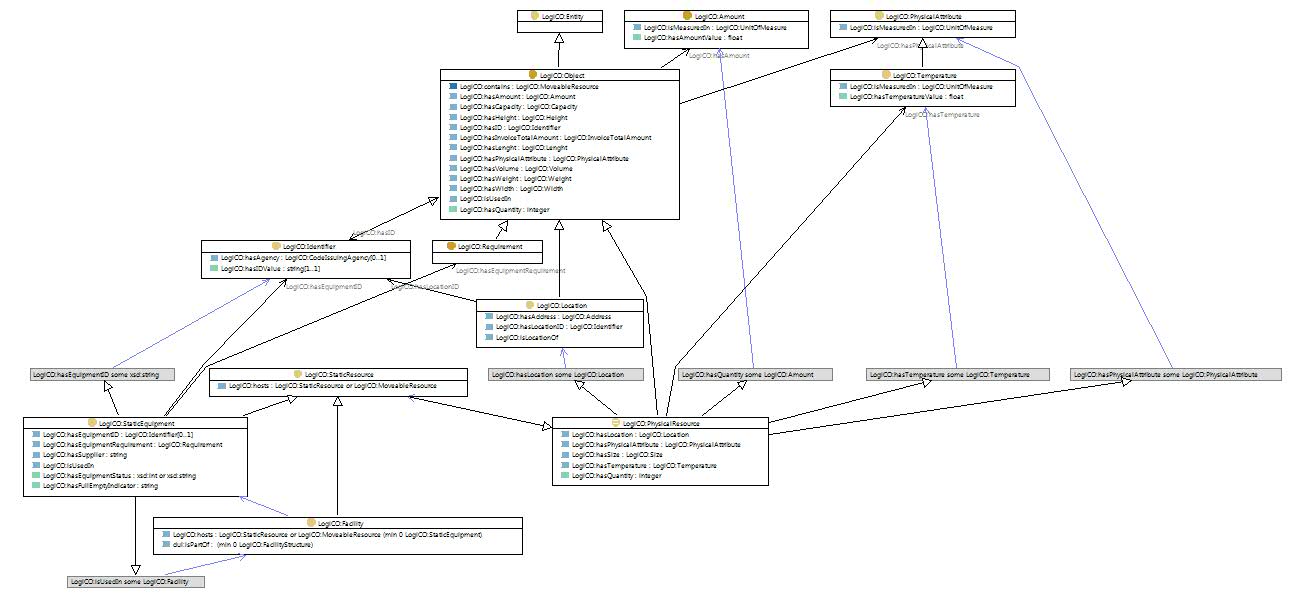 LogiCO:Entity
LogiCO:Amount
LogiCO:isMeasuredIn : LogiCO:UnitOfMeasure
LogiCO:hasAmountValue : float
LogiCO:PhysicalAttribute
LogiCO:isMeasuredIn : LogiCO:UnitOfMeasure
LogiCO:hasAmount
LogiCO:hasPhysicalAttribute
LogiCO:Object
LogiCO:contains : LogiCO:MoveableResource
LogiCO:hasAmount : LogiCO:Amount
LogiCO:hasCapacity : LogiCO:Capacity
LogiCO:hasHeight : LogiCO:Height
LogiCO:hasID : LogiCO:Identifier
LogiCO:hasInvoiceTotalAmount : LogiCO:InvoiceTotalAmount
LogiCO:hasLenght : LogiCO:Lenght
LogiCO:hasPhysicalAttribute : LogiCO:PhysicalAttribute
LogiCO:hasVolume : LogiCO:Volume
LogiCO:hasWeight : LogiCO:Weight
LogiCO:hasWidth : LogiCO:Width
LogiCO:isUsedIn
LogiCO:hasQuantity : integer
LogiCO:Temperature
LogiCO:isMeasuredIn : LogiCO:UnitOfMeasure
LogiCO:hasTemperatureValue : float
LogiCO:hasTemperature
LogiCO:hasID
LogiCO:Identifier
LogiCO:hasAgency : LogiCO:CodeIssuingAgency[0..1]
LogiCO:hasIDValue : string[1..1]
LogiCO:Requirement
LogiCO:hasEquipmentRequirement
LogiCO:hasEquipmentID
LogiCO:hasLocationID
LogiCO:Location
LogiCO:hasAddress : LogiCO:Address
LogiCO:hasLocationID : LogiCO:Identifier
LogiCO:isLocationOf
LogiCO:hasEquipmentID some xsd:string
LogiCO:StaticResource
LogiCO:hosts : LogiCO:StaticResource or LogiCO:MoveableResource
LogiCO:hasLocation some LogiCO:Location
LogiCO:hasQuantity some LogiCO:Amount
LogiCO:hasTemperature some LogiCO:Temperature
LogiCO:hasPhysicalAttribute some LogiCO:PhysicalAttribute
LogiCO:StaticEquipment
LogiCO:hasEquipmentID : LogiCO:Identifier[0..1]
LogiCO:hasEquipmentRequirement : LogiCO:Requirement
LogiCO:hasSupplier : string
LogiCO:isUsedIn
LogiCO:hasEquipmentStatus : xsd:int or xsd:string
LogiCO:hasFullEmptyIndicator : string
LogiCO:PhysicalResource
LogiCO:hasLocation : LogiCO:Location
LogiCO:hasPhysicalAttribute : LogiCO:PhysicalAttribute
LogiCO:hasSize : LogiCO:Size
LogiCO:hasTemperature : LogiCO:Temperature
LogiCO:hasQuantity : integer
LogiCO:Facility
LogiCO:hosts : LogiCO:StaticResource or LogiCO:MoveableResource (min 0 LogiCO:StaticEquipment)
dul:isPartOf : (min 0 LogiCO:FacilityStructure)
LogiCO:isUsedIn some LogiCO:Facility